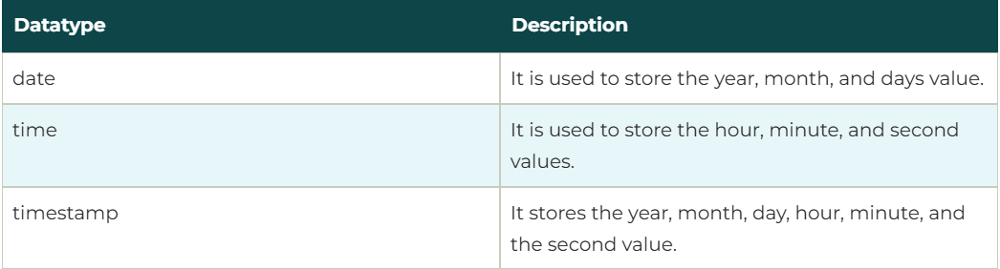 Datatype Description
date It is used to store the year, month, and days value.
time It is used to store the hour, minute, and second
values.
timestamp It stores the year, month, day, hour, minute, and
the second value.